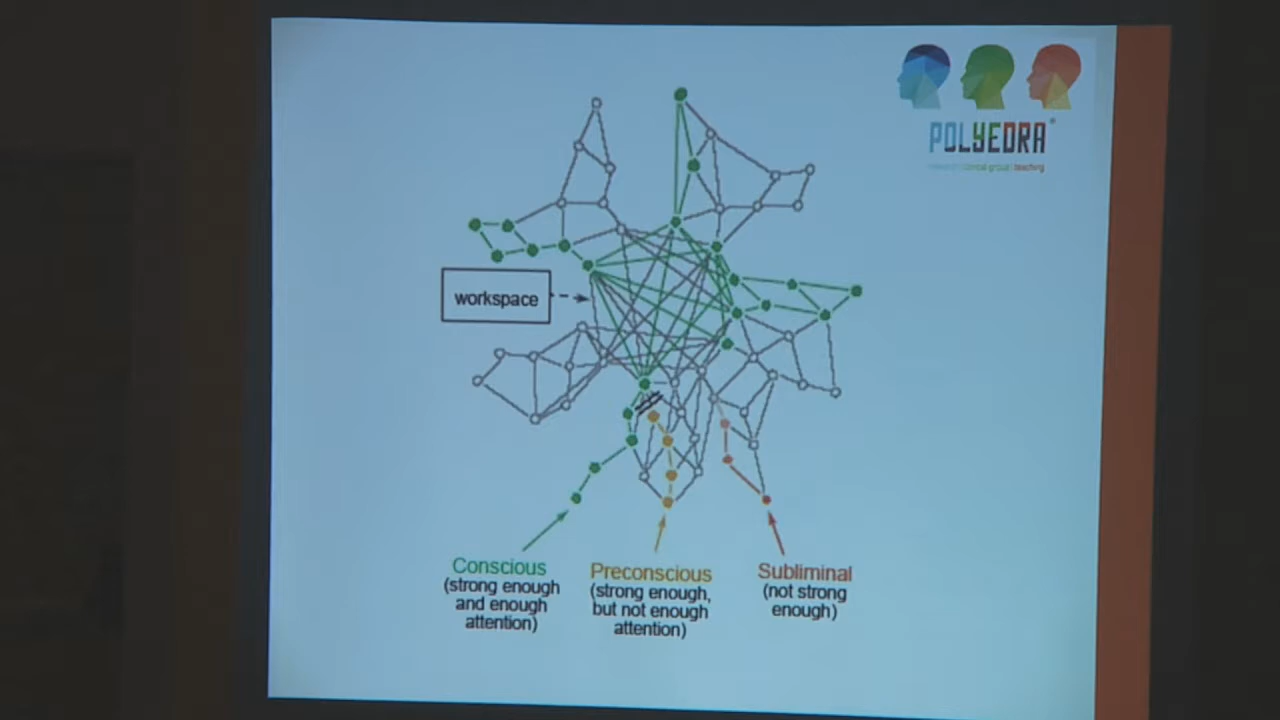 POLYEDRA
workspace
Conscious
(strong enough
and enough
attention)
Preconscious
(strong enough,
but not enough
attention)
Subliminal
(not strong
enough)